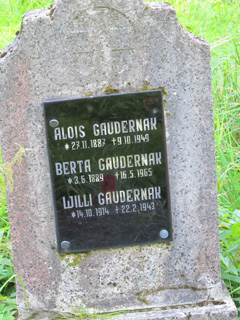 ALOIS GAUDERNAK
*27.11.1887 †9.10.1949
BERTA GAUDERNAK
*3.6.1889 †16.5.1965
WILLI GAUDERNAK
*14.10.1914 †22.2.1943